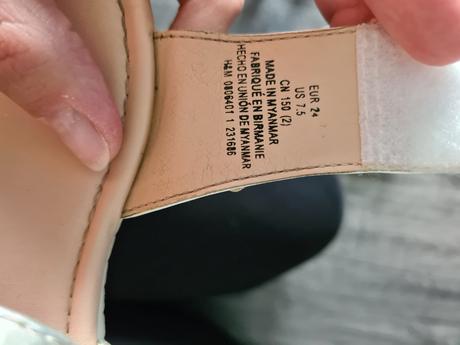 EUR 24
US 7.5
CN 150 (2)
MADE IN MYANMAR
FABRIQUÉ EN BIRMANIE
HECHO EN UNIÓN DE MYANMAR
H&M 0806401 1 231686